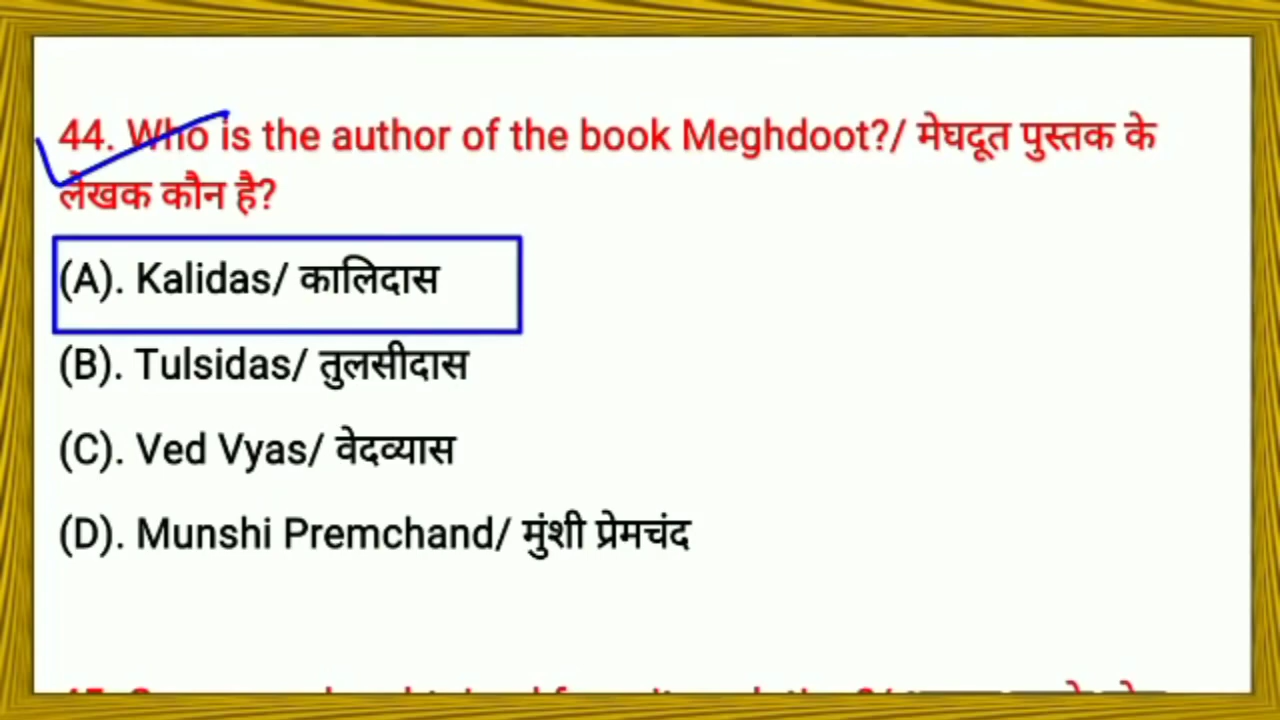 44. Who is the author of the book Meghdoot?/ मेघदूत पुस्तक के
लेखक कौन है?
(A). Kalidas/ कालिदास
(B). Tulsidas/ तुलसीदास
(C). Ved Vyas/ वेदव्यास
(D). Munshi Premchand/ मुंशी प्रेमचंद